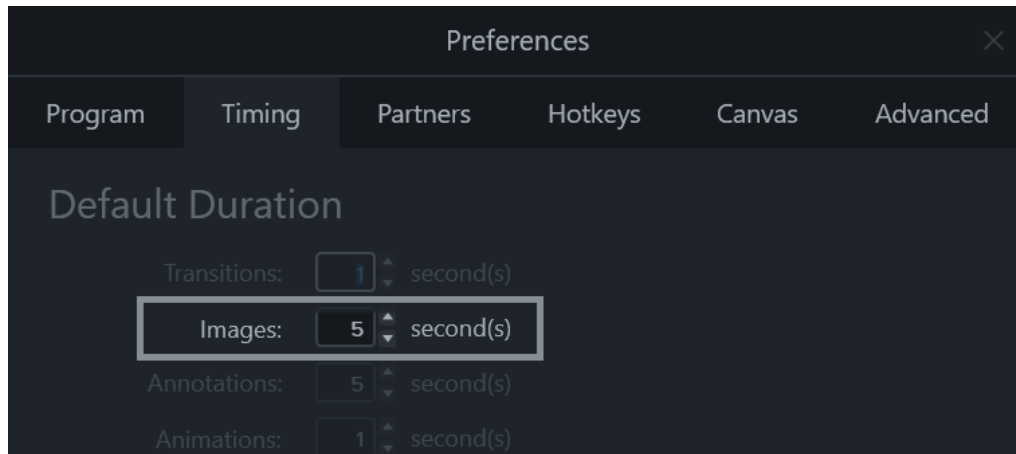 Preferences
Program Timing Partners Hotkeys Canvas Advanced
Default Duration
Transitions: 1 second(s)
Images: 5 second(s)
Annotations: 5 second(s)
Animations: 1 second(s)